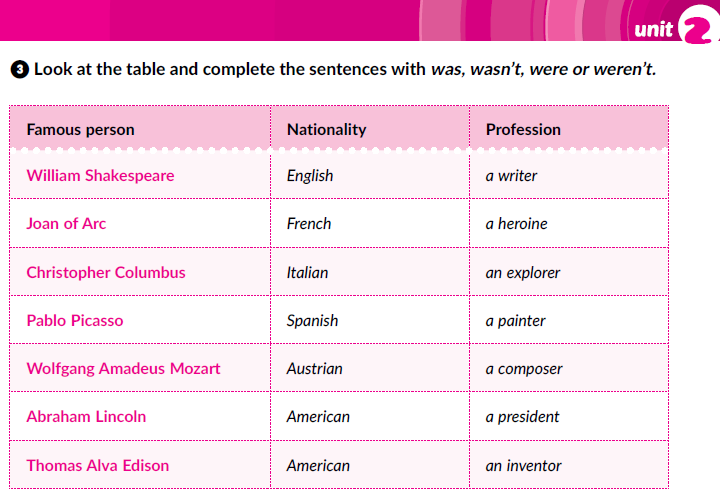 unit 2
3 Look at the table and complete the sentences with was, wasn't, were or weren't.
Famous person Nationality Profession
William Shakespeare English a writer
Joan of Arc French a heroine
Christopher Columbus Italian an explorer
Pablo Picasso Spanish a painter
Wolfgang Amadeus Mozart Austrian a composer
Abraham Lincoln American a president
Thomas Alva Edison American an inventor